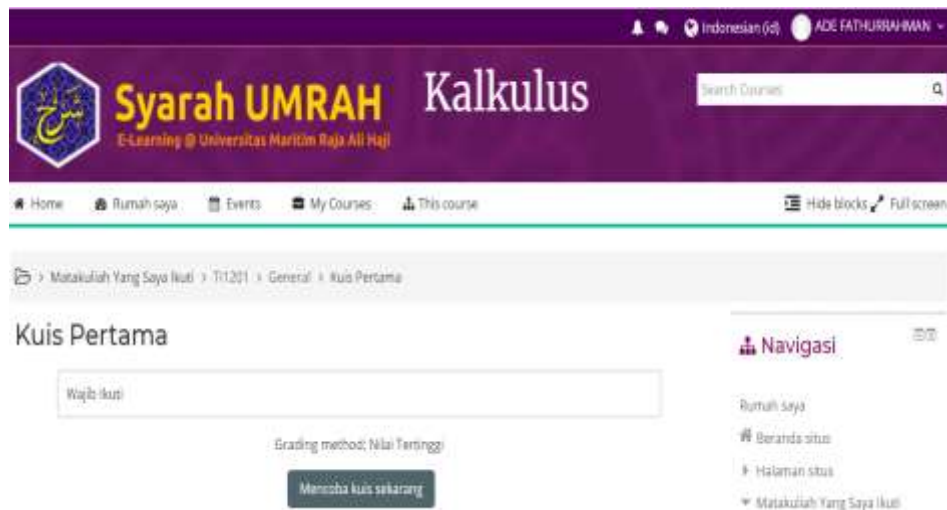 Indonesian (id) ADE FATHURRAHMAN
Syarah UMRAH
E-Learning @ Universitas Maritim Raja Ali Haji
Kalkulus
Search Courses
Home Rumah saya Events My Courses This course Hide blocks Full screen
> Matakuliah Yang Saya Ikuti > TI1201 > General > Kuis Pertama
Kuis Pertama
Wajib Ikuti
Grading method: Nilai Tertinggi
Mencoba kuis sekarang
Navigasi
Rumah saya
Beranda situs
Halaman situs
Matakuliah Yang Saya Ikuti